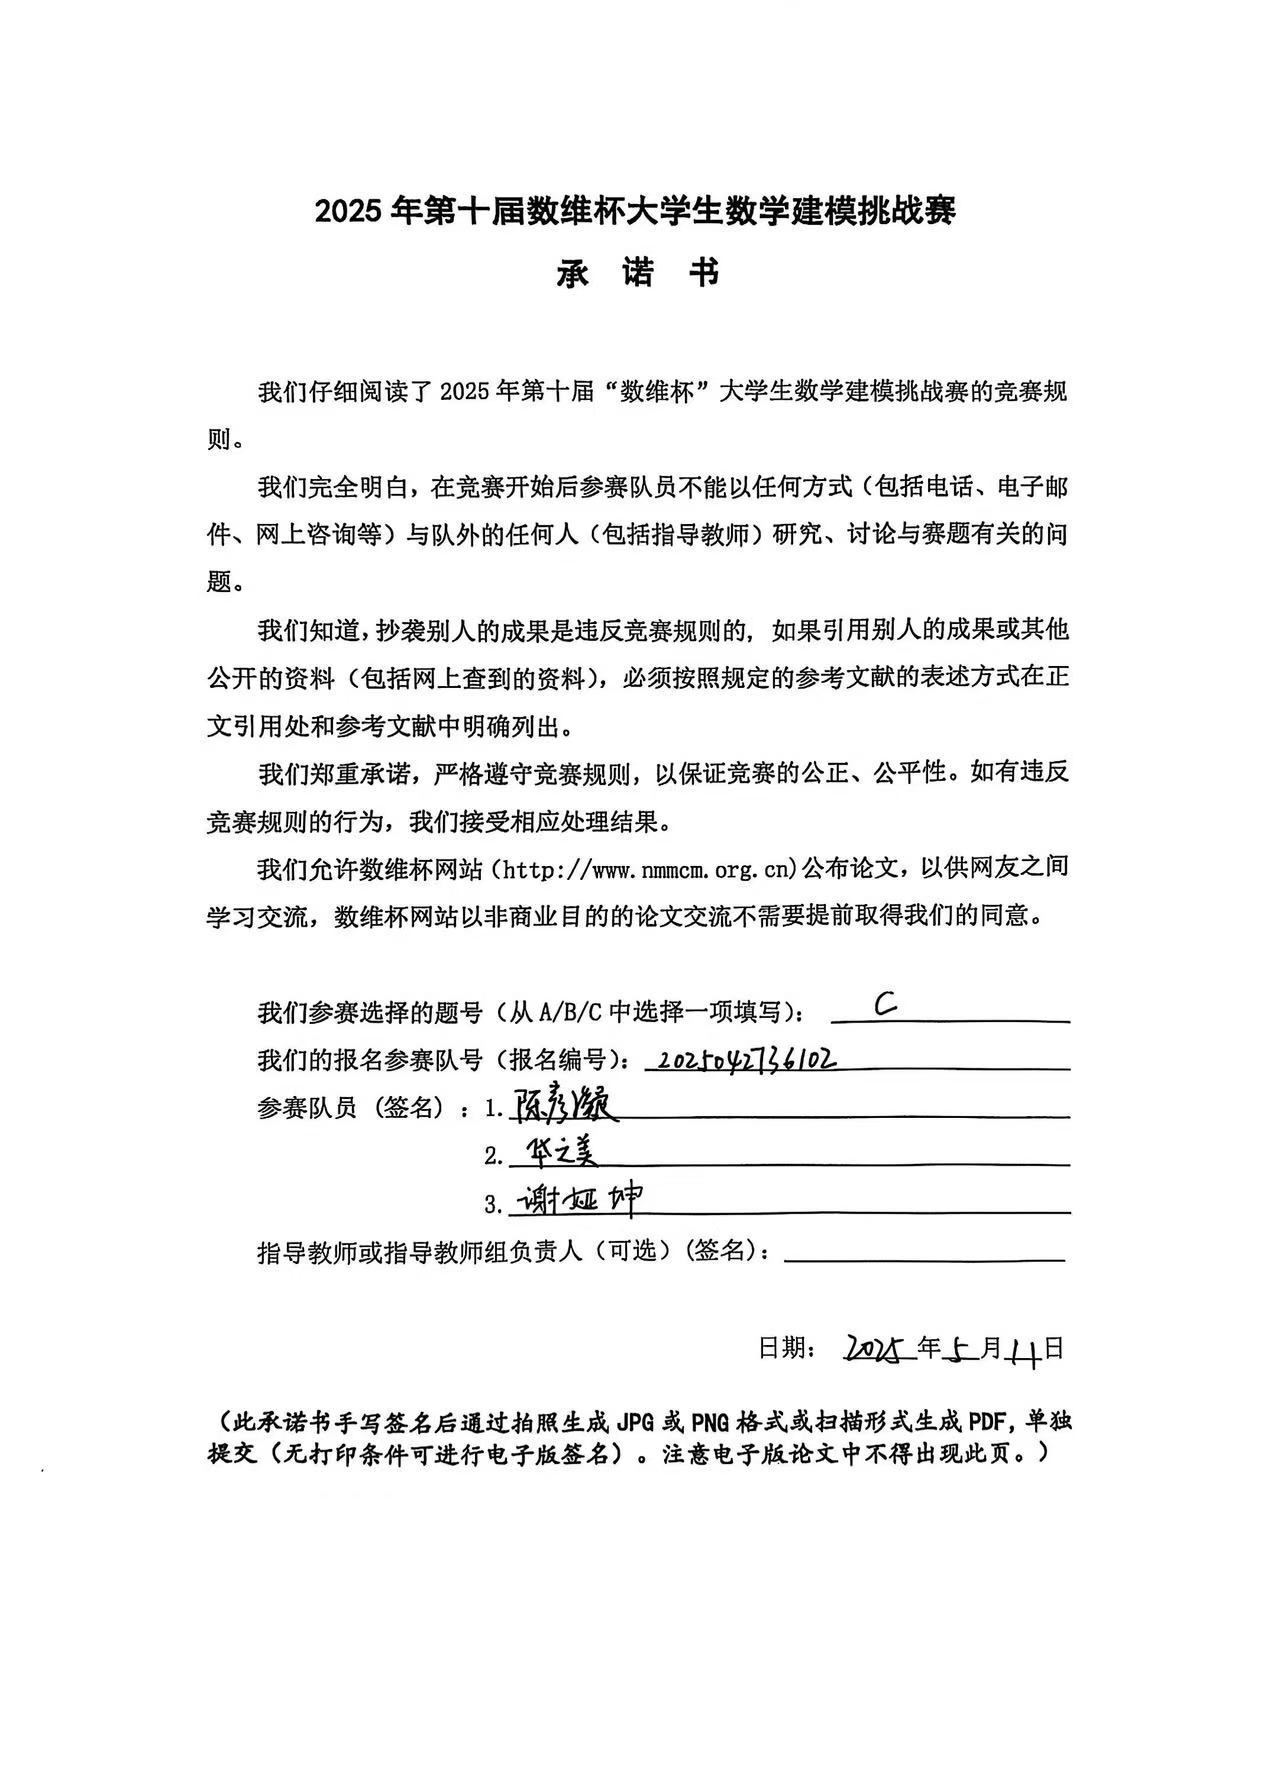 2025 年第十届数维杯大学生数学建模挑战赛
承 诺 书
我们仔细阅读了 2025 年第十届“数维杯”大学生数学建模挑战赛的竞赛规
则。
我们完全明白，在竞赛开始后参赛队员不能以任何方式（包括电话、电子邮
件、网上咨询等）与队外的任何人（包括指导教师）研究、讨论与赛题有关的问
题。
我们知道，抄袭别人的成果是违反竞赛规则的, 如果引用别人的成果或其他
公开的资料（包括网上查到的资料），必须按照规定的参考文献的表述方式在正
文引用处和参考文献中明确列出。
我们郑重承诺，严格遵守竞赛规则，以保证竞赛的公正、公平性。如有违反
竞赛规则的行为，我们接受相应处理结果。
我们允许数维杯网站(http://www.nmmcm.org.cn)公布论文，以供网友之间
学习交流，数维杯网站以非商业目的的论文交流不需要提前取得我们的同意。
我们参赛选择的题号（从 A/B/C 中选择一项填写）： C
我们的报名参赛队号（报名编号）： 2025042736102
参赛队员 (签名) ：1. 陈彦凝
2. 华之美
3. 谢娅坤
指导教师或指导教师组负责人（可选）(签名)：
日期： 2025 年 5 月 11 日
（此承诺书手写签名后通过拍照生成 JPG 或 PNG 格式或扫描形式生成 PDF, 单独
提交（无打印条件可进行电子版签名）。注意电子版论文中不得出现此页。）